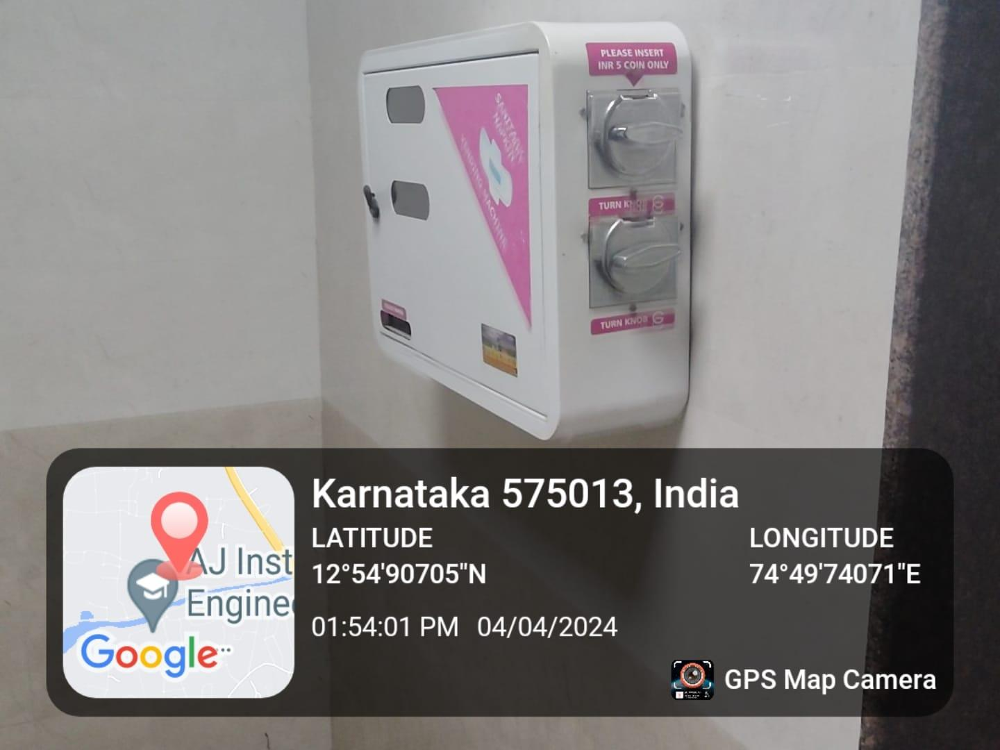 PLEASE INSERT
INR 5 COIN ONLY
SANITARY
NAPKIN
VENDING MACHINE
TURN KNOB
TURN KNOB
Karnataka 575013, India
LATITUDE
12°54'90705"N
LONGITUDE
74°49'74071"E
01:54:01 PM 04/04/2024
AJ Inst
Enginee
Google
GPS Map Camera